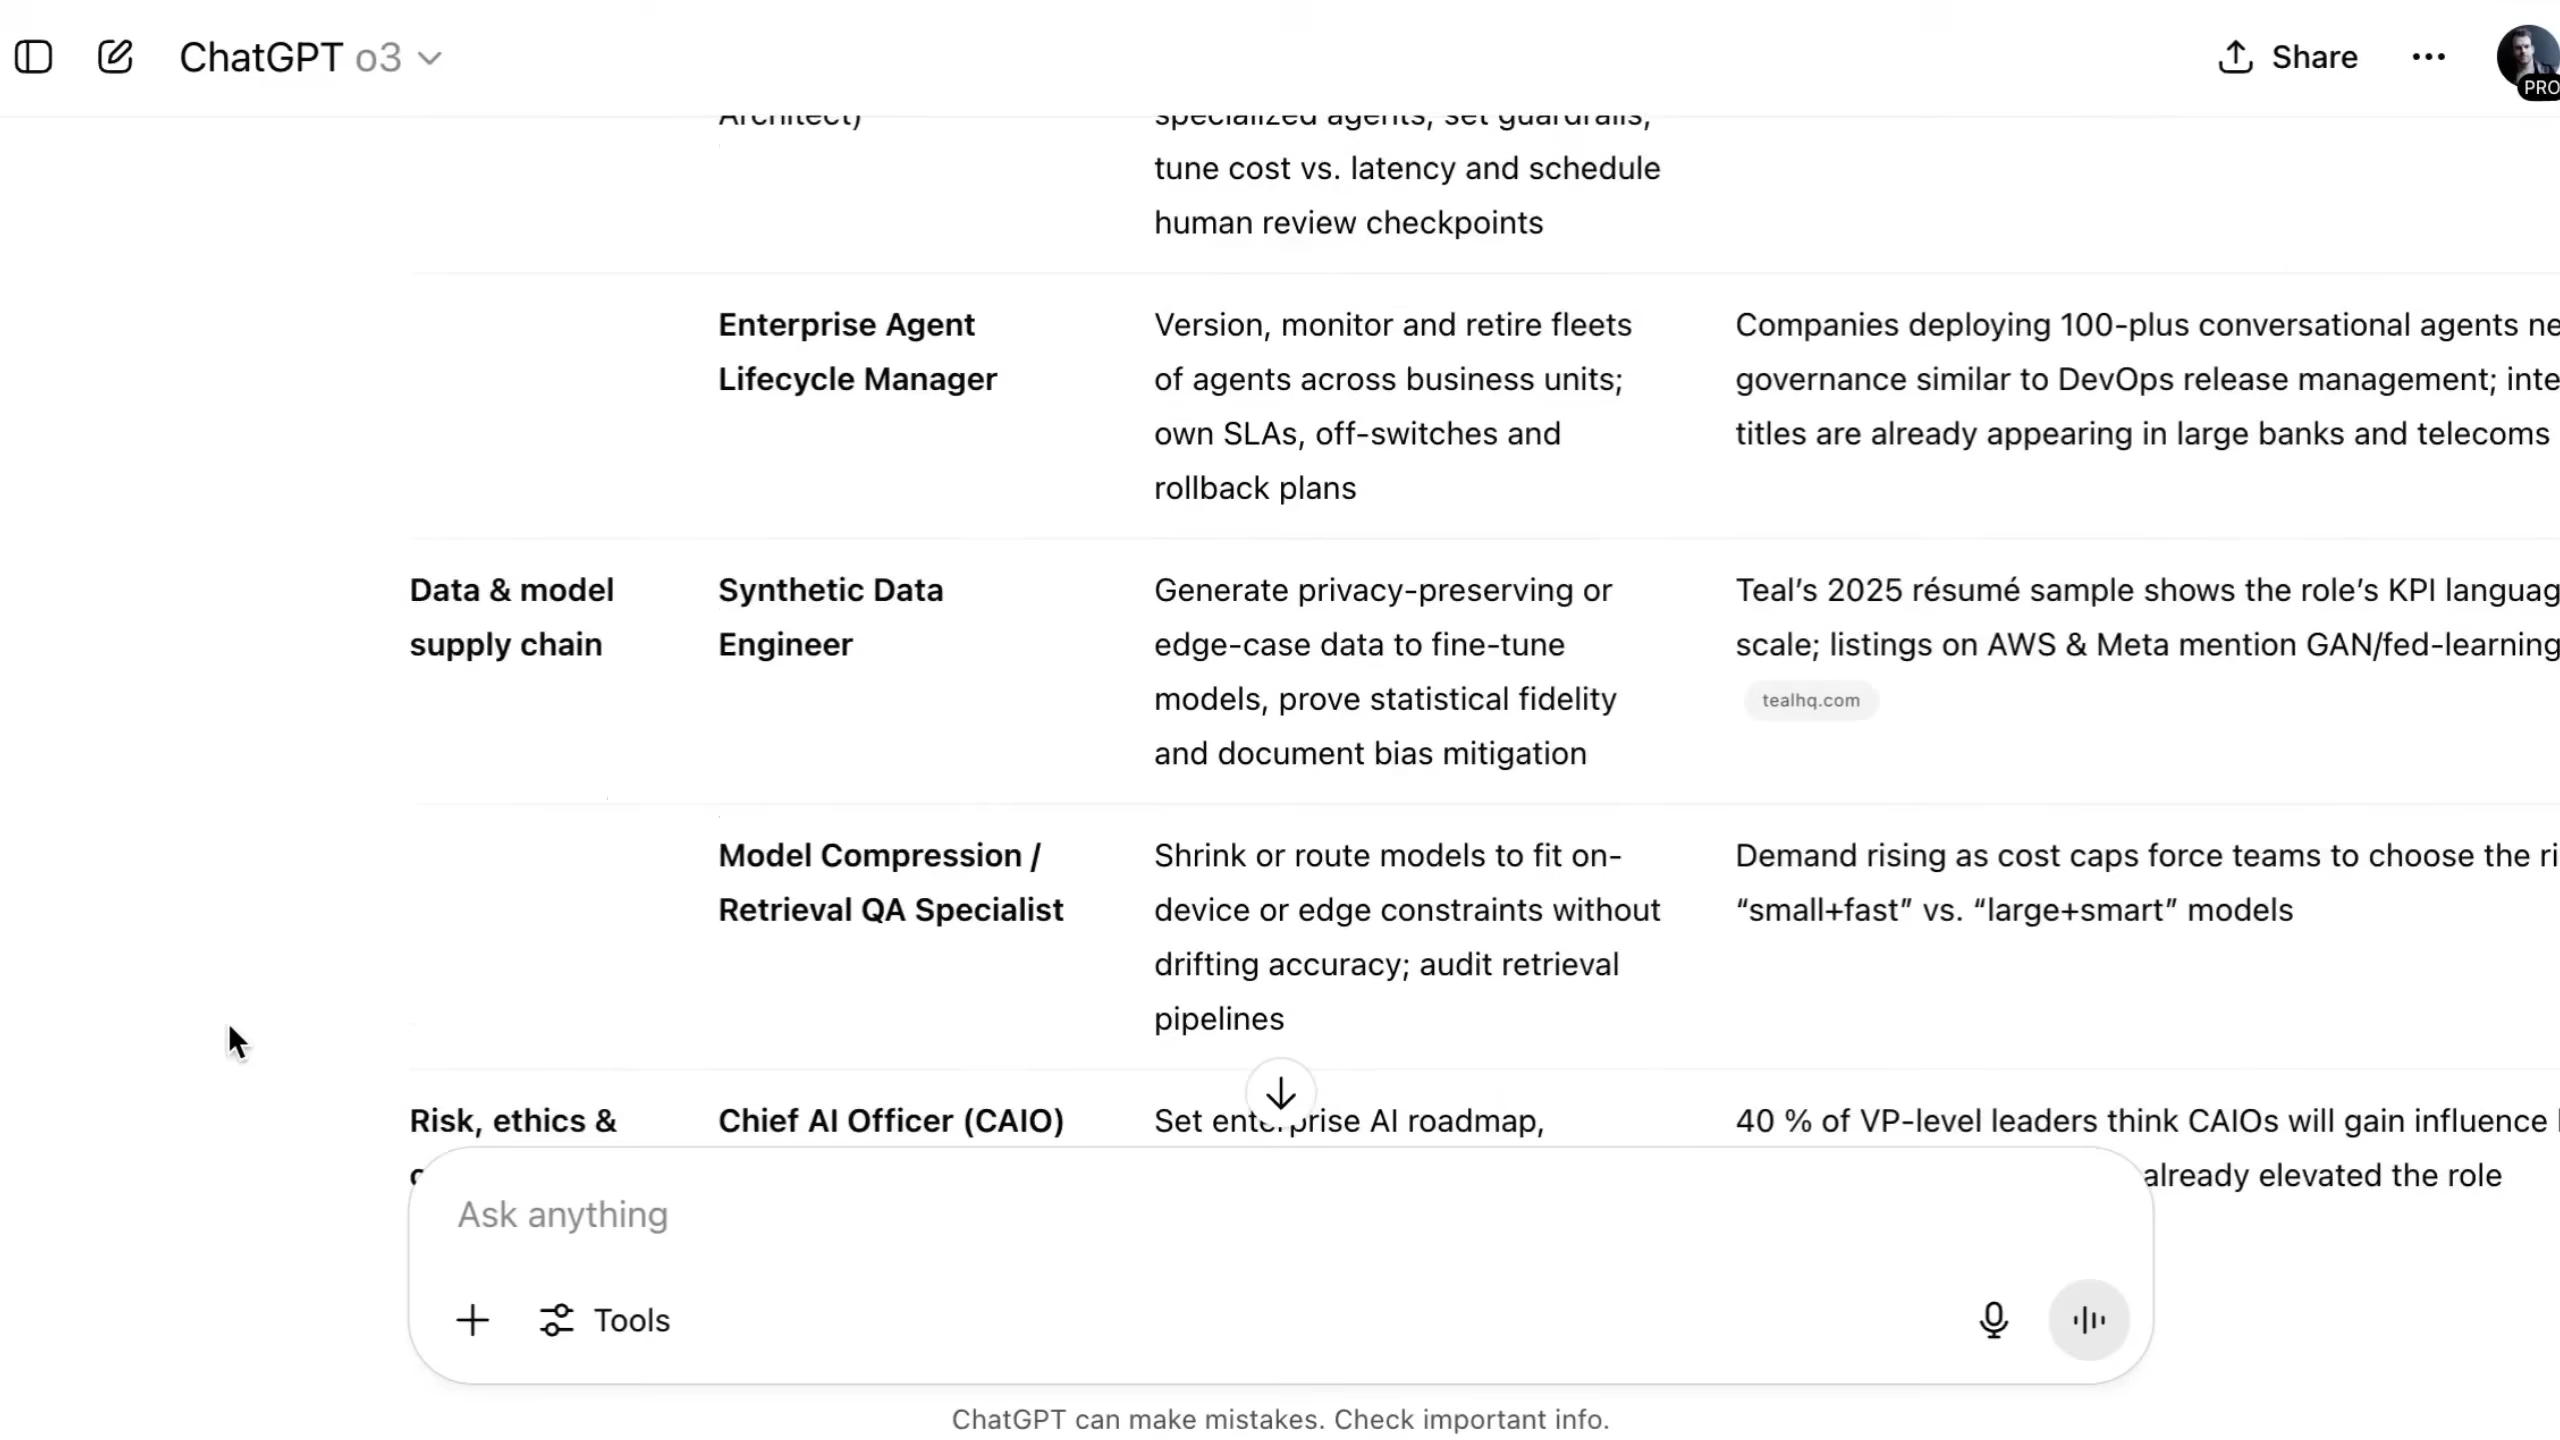 ChatGPT o3
Share
PRO
Architect)
specialized agents, set guardrails,
tune cost vs. latency and schedule
human review checkpoints
Enterprise Agent
Lifecycle Manager
Version, monitor and retire fleets
of agents across business units;
own SLAs, off-switches and
rollback plans
Companies deploying 100-plus conversational agents
governance similar to DevOps release management;
titles are already appearing in large banks and telecoms
Data & model
supply chain
Synthetic Data
Engineer
Generate privacy-preserving or
edge-case data to fine-tune
models, prove statistical fidelity
and document bias mitigation
Teal’s 2025 résumé sample shows the role’s KPI
scale; listings on AWS & Meta mention GAN/fed-learning
tealhq.com
Model Compression /
Retrieval QA Specialist
Shrink or route models to fit on-
device or edge constraints without
drifting accuracy; audit retrieval
pipelines
Demand rising as cost caps force teams to choose the
“small+fast” vs. “large+smart” models
Risk, ethics &
Chief AI Officer (CAIO)
Set enterprise AI roadmap,
40 % of VP-level leaders think CAIOs will gain influence
already elevated the role
Ask anything
Tools
ChatGPT can make mistakes. Check important info.